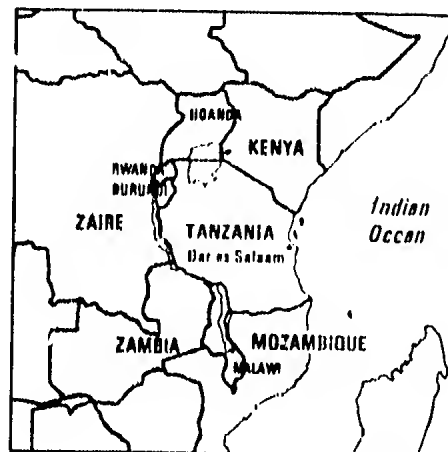 UGANDA
KENYA
RWANDA
BURUNDI
Indian
Ocean
ZAIRE
TANZANIA
Dar es Salaam
ZAMBIA
MOZAMBIQUE
MALAWI